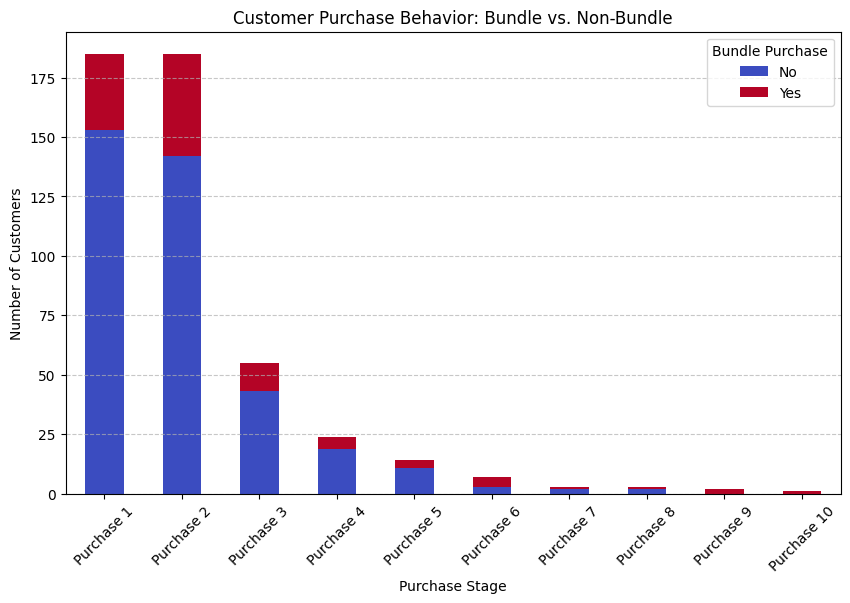 Customer Purchase Behavior: Bundle vs. Non-Bundle
Bundle Purchase
No
Yes
Number of Customers
175
150
125
100
75
50
25
0
Purchase 1
Purchase 2
Purchase 3
Purchase 4
Purchase 5
Purchase 6
Purchase 7
Purchase 8
Purchase 9
Purchase 10
Purchase Stage